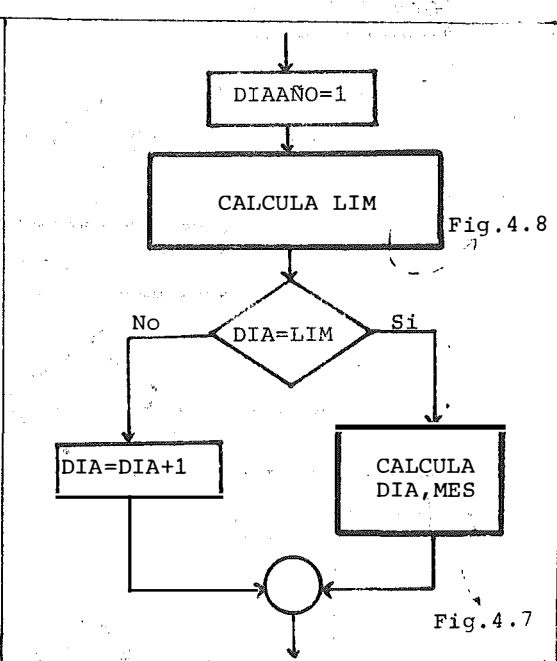 DIAAÑO=1
CALCULA LIM
Fig.4.8
No
DIA=LIM
Si
DIA=DIA+1
CALCULA
DIA,MES
Fig.4.7